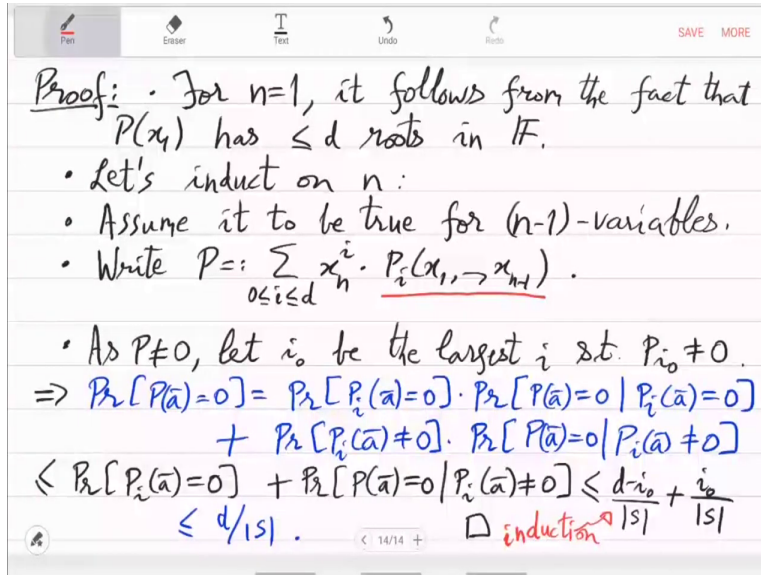 Pen Eraser Text Undo Redo SAVE MORE
Proof: • For n=1, it follows from the fact that
P(x₁) has ≤ d roots in 𝔽.
• Let's induct on n:
• Assume it to be true for (n-1)-variables.
• Write P=: Σ_{0≤i≤d} x_n^i · P_i(x₁,→x_{n-1}).
• As P≠0, let i₀ be the largest i s.t. P_{i₀} ≠ 0.
=> Pr[P(ā)=0] = Pr[P_i(ā)=0]· Pr[P(ā)=0 | P_i(ā)=0]
+ Pr[P_i(ā)≠0]· Pr[P(ā)=0 | P_i(ā)≠0]
≤ Pr[P_i(ā)=0] + Pr[P(ā)=0 | P_i(ā)≠0] ≤ d-i₀/|S| + i₀/|S|
≤ d/|S|. □ induction
< 14/14 +